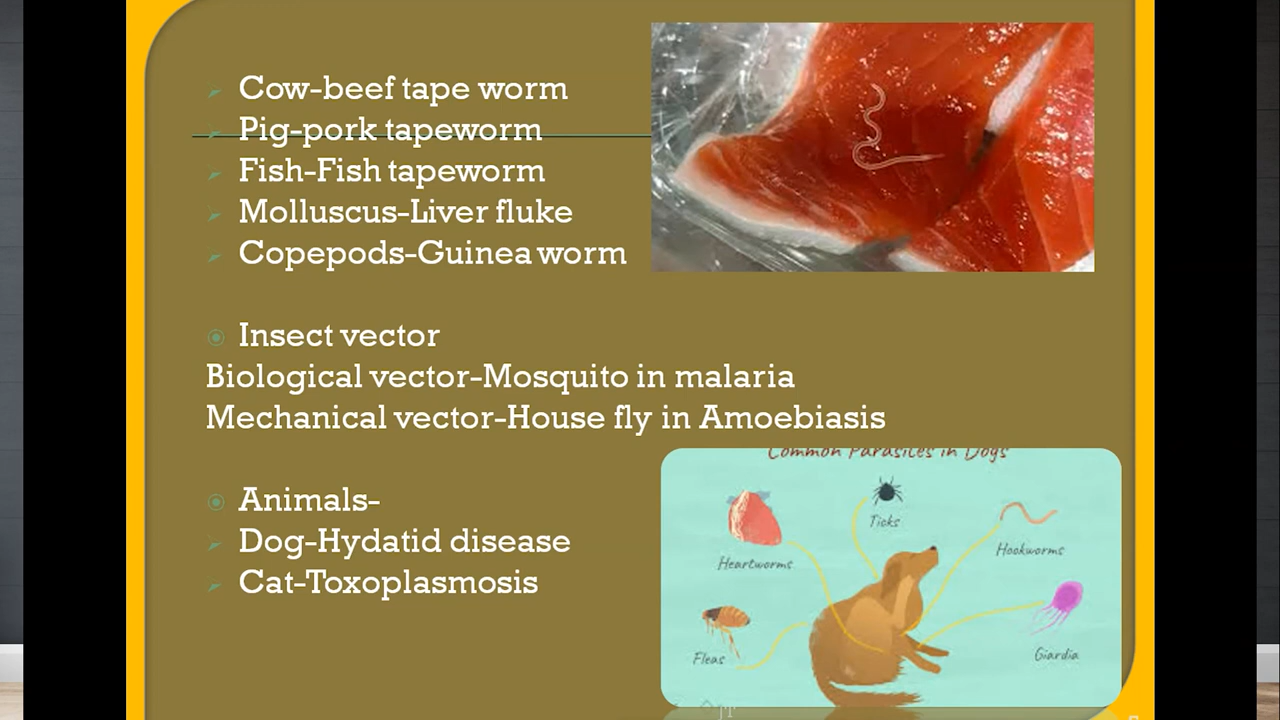 Cow-beef tape worm
Pig-pork tapeworm
Fish-Fish tapeworm
Molluscus-Liver fluke
Copepods-Guinea worm
Insect vector
Biological vector-Mosquito in malaria
Mechanical vector-House fly in Amoebiasis
Animals-
Dog-Hydatid disease
Cat-Toxoplasmosis
Common Parasites in Dogs
Ticks
Hookworms
Heartworms
Fleas
Giardia